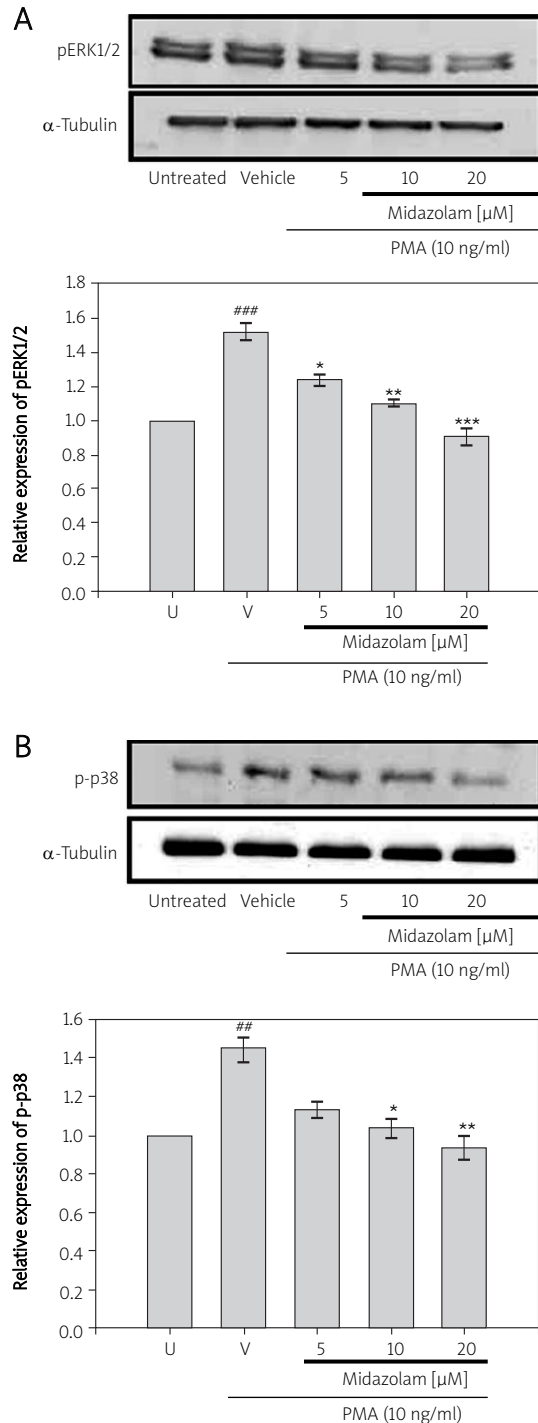 A
pERK1/2
α-Tubulin
Untreated Vehicle 5 10 20
Midazolam [µM]
PMA (10 ng/ml)
Relative expression of pERK1/2
1.8
1.6
1.4
1.2
1.0
0.8
0.6
0.4
0.2
0.0
###
*
**
***
U V 5 10 20
Midazolam [µM]
PMA (10 ng/ml)
B
p-p38
α-Tubulin
Untreated Vehicle 5 10 20
Midazolam [µM]
PMA (10 ng/ml)
Relative expression of p-p38
1.6
1.4
1.2
1.0
0.8
0.6
0.4
0.2
0.0
##
*
**
U V 5 10 20
Midazolam [µM]
PMA (10 ng/ml)